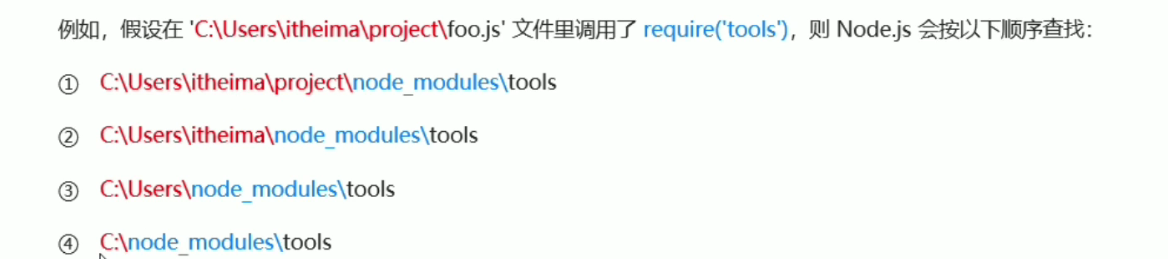 例如，假设在 'C:\Users\itheima\project\foo.js' 文件里调用了 require('tools')，则 Node.js 会按以下顺序查找：
① C:\Users\itheima\project\node_modules\tools
② C:\Users\itheima\node_modules\tools
③ C:\Users\node_modules\tools
④ C:\node_modules\tools